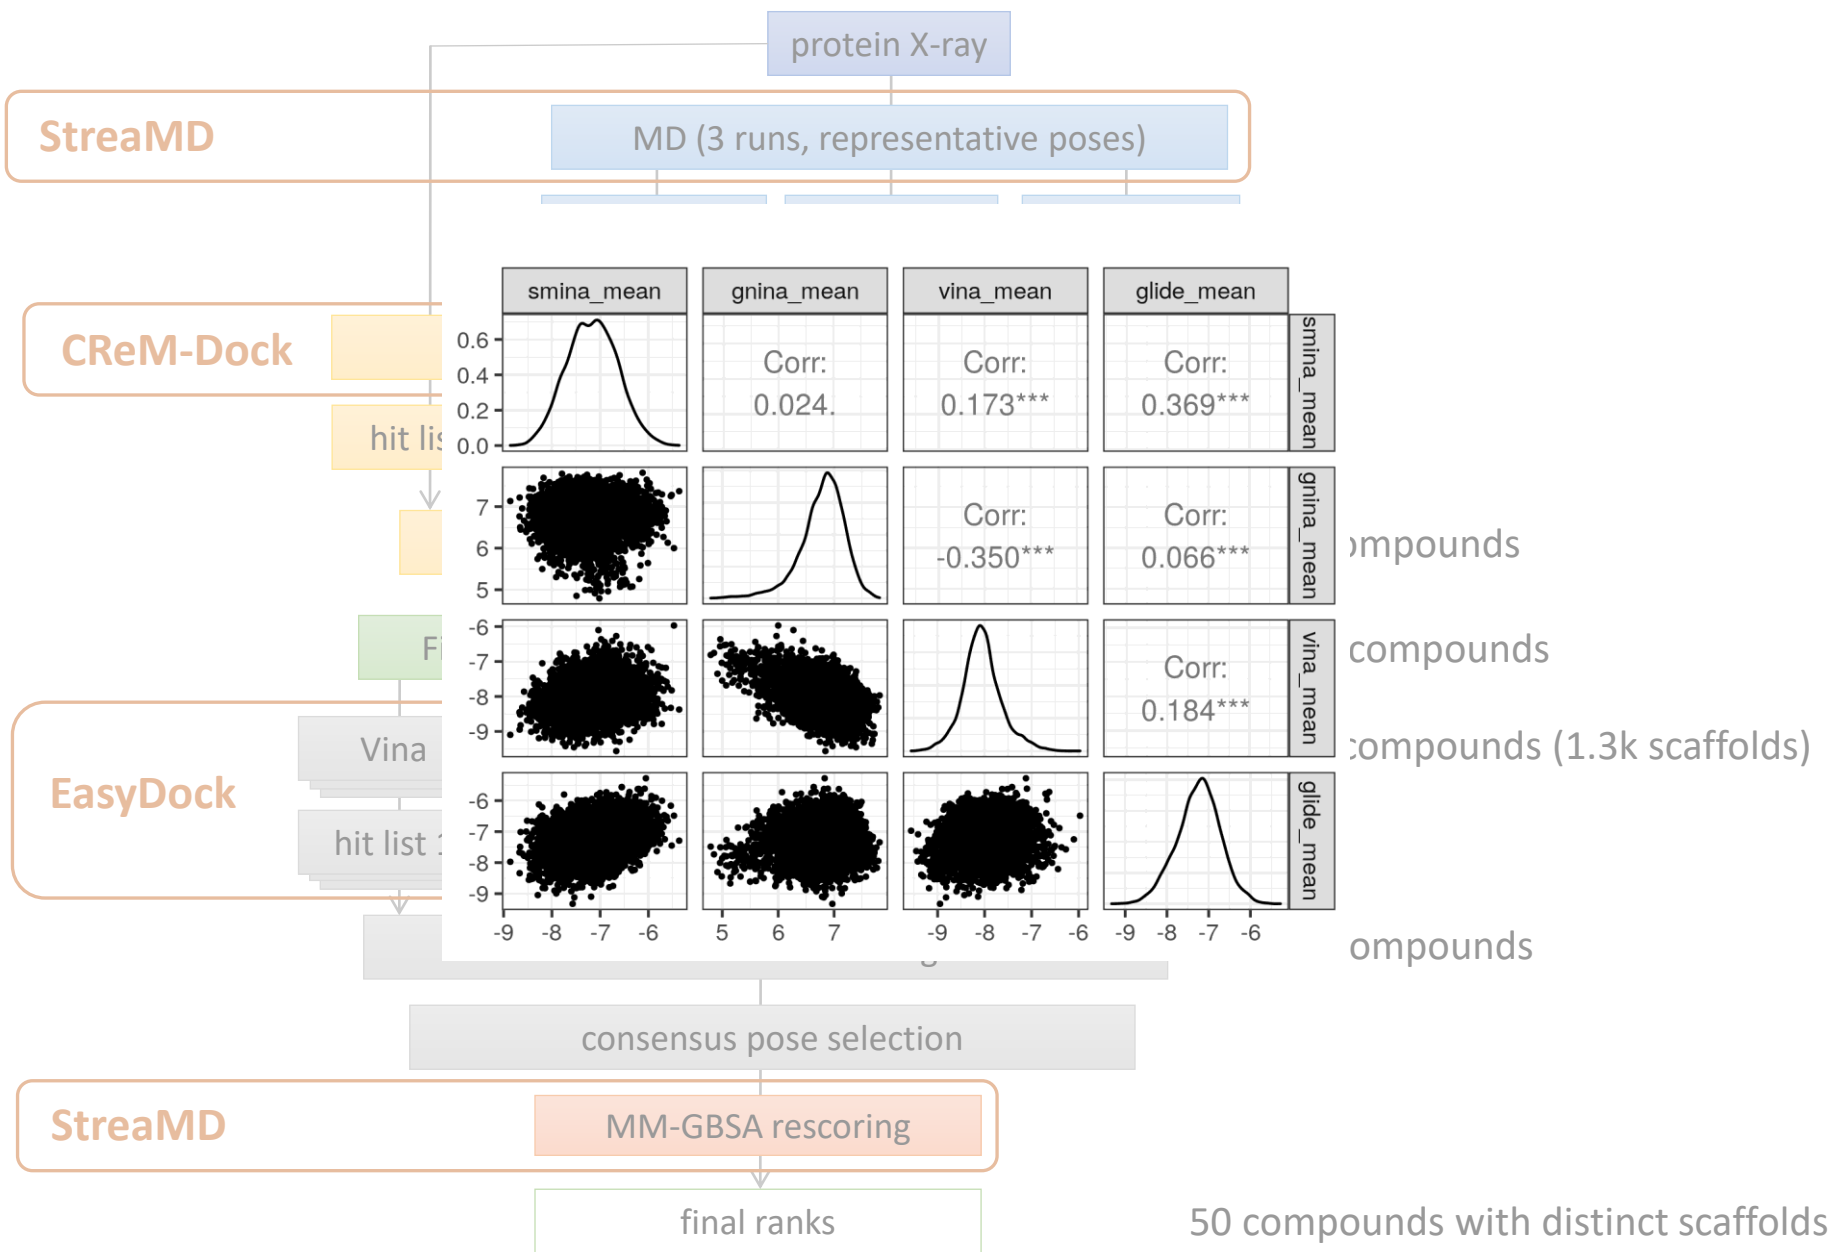 protein X-ray
StreaMD
MD (3 runs, representative poses)
smina_mean
gnina_mean
vina_mean
glide_mean
CReM-Dock
0.6
0.4
0.2
0.0
Corr:
0.024.
Corr:
0.173***
Corr:
0.369***
smina_mean
hit
7
6
5
Corr:
-0.350***
Corr:
0.066***
gnina_mean
ompounds
-6
-7
-8
-9
Corr:
0.184***
vina_mean
compounds
EasyDock
Vina
compounds (1.3k scaffolds)
hit list
-6
-7
-8
-9
glide_mean
-9 -8 -7 -6
5 6 7
-9 -8 -7 -6
-9 -8 -7 -6
ompounds
consensus pose selection
StreaMD
MM-GBSA rescoring
final ranks
50 compounds with distinct scaffolds